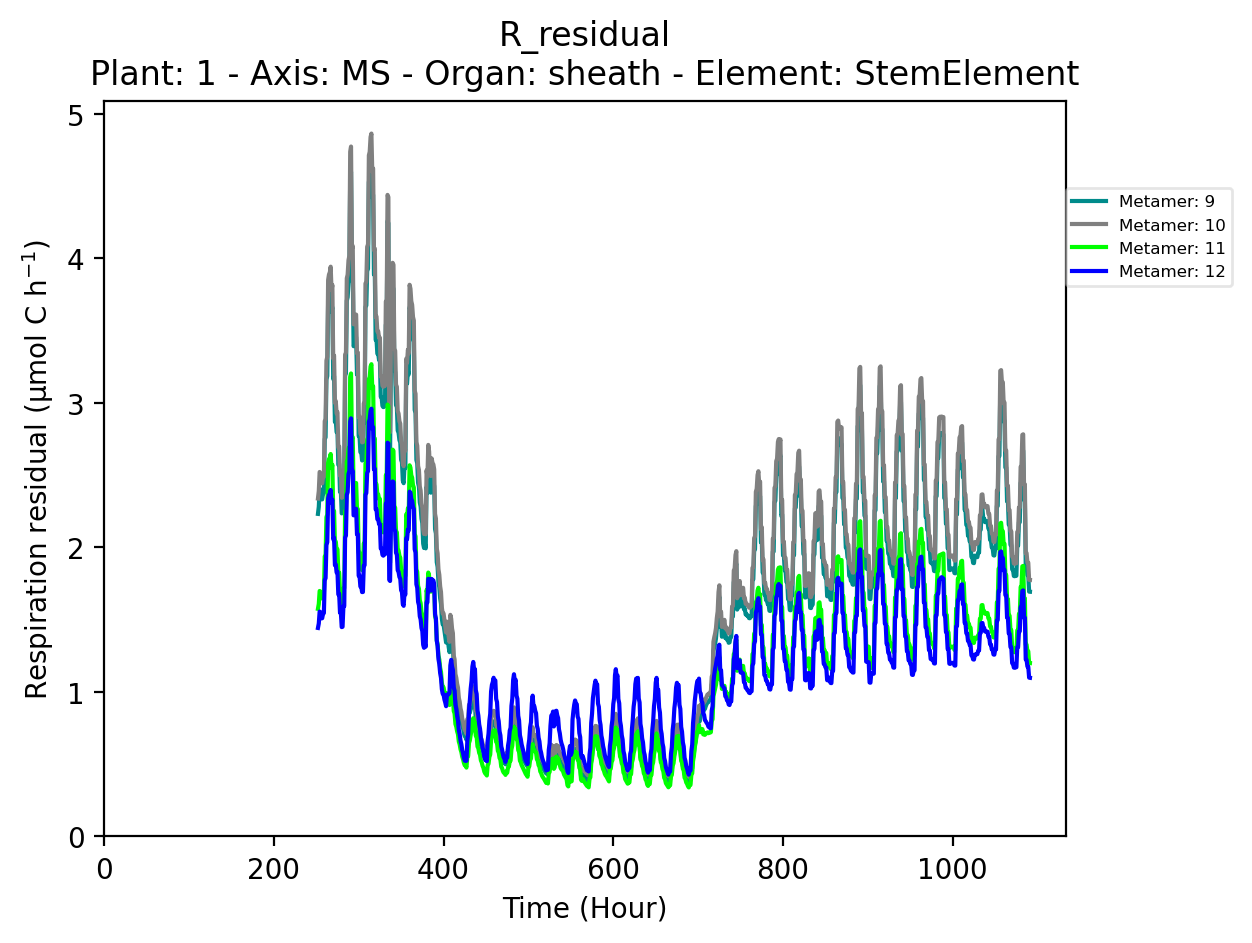 R_residual
Plant: 1 - Axis: MS - Organ: sheath - Element: StemElement
5
4
3
2
1
0
Respiration residual (µmol C h⁻¹)
0 200 400 600 800 1000
Time (Hour)
Metamer: 9
Metamer: 10
Metamer: 11
Metamer: 12